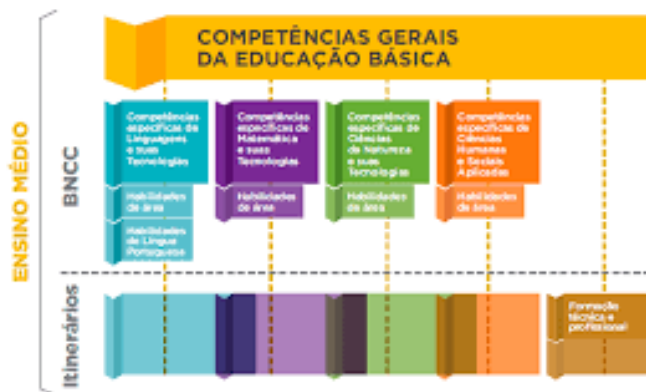 COMPETÊNCIAS GERAIS
DA EDUCAÇÃO BÁSICA
ENSINO MÉDIO
BNCC
Competências
específicas de
Linguagens
e suas
Tecnologias
Habilidades
de área
Habilidades
de Língua
Portuguesa
Competências
específicas de
Matemática
e suas
Tecnologias
Habilidades
de área
Competências
específicas de
Ciências
da Natureza
e suas
Tecnologias
Habilidades
de área
Competências
específicas de
Ciências
Humanas
e Sociais
Aplicadas
Habilidades
de área
Itinerários
Formação
técnica e
profissional